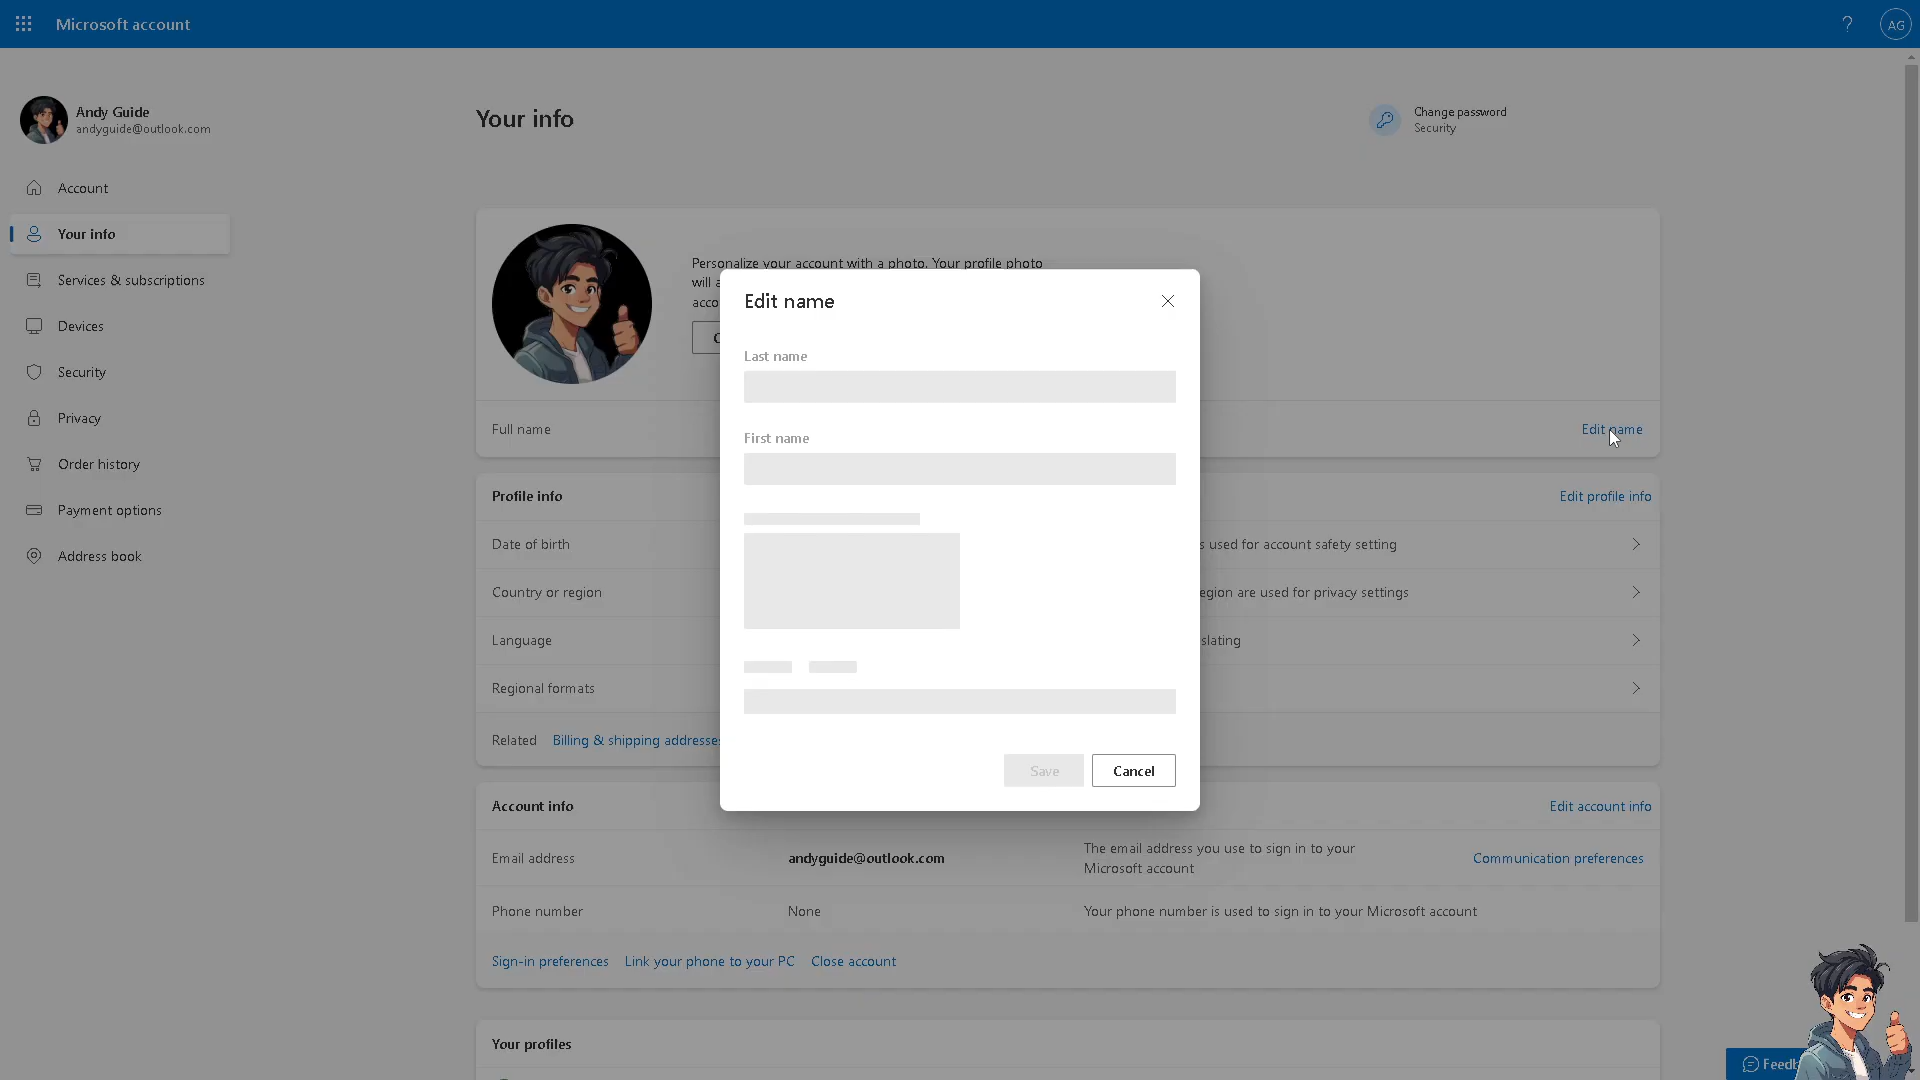 Microsoft account
?
AG
Andy Guide
andyguide@outlook.com
Account
Your info
Services & subscriptions
Devices
Security
Privacy
Order history
Payment options
Address book
Your info
Change password
Security
Personalize your account with a photo. Your profile photo
will a
acco
C
Full name
Edit name
Profile info
Edit profile info
Date of birth
s used for account safety setting
Country or region
egion are used for privacy settings
Language
slating
Regional formats
Related
Billing & shipping addresses
Edit name
Last name
First name
Save
Cancel
Account info
Edit account info
Email address
andyguide@outlook.com
The email address you use to sign in to your
Microsoft account
Communication preferences
Phone number
None
Your phone number is used to sign in to your Microsoft account
Sign-in preferences
Link your phone to your PC
Close account
Your profiles
Feedb